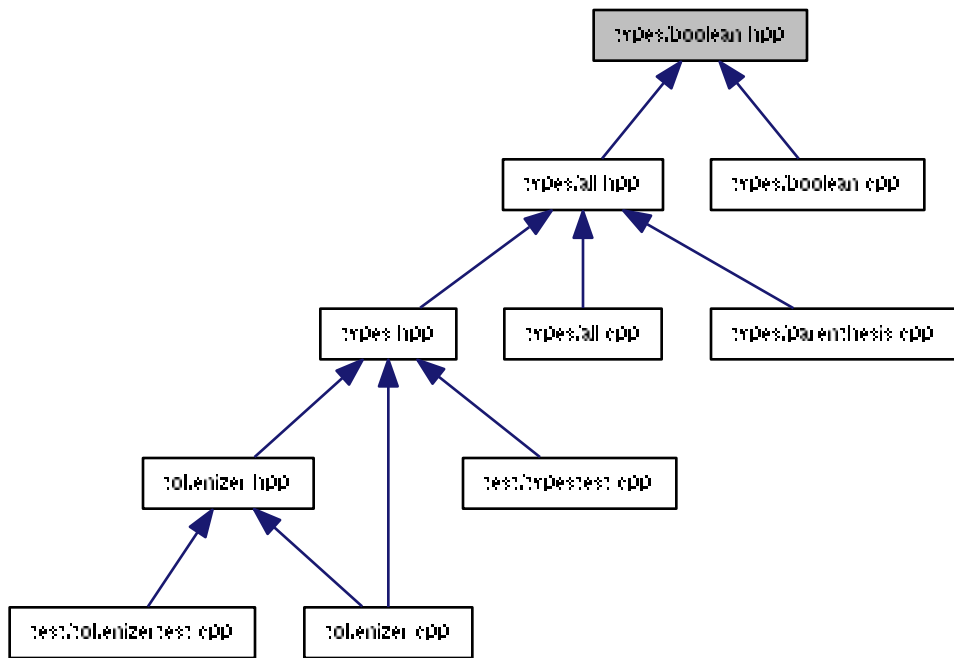 types/boolean.hpp
types/all.hpp
types/boolean.cpp
types.hpp
types/all.cpp
types/parenthesis.cpp
tokenizer.hpp
test/typestest.cpp
test/tokenizertest.cpp
tokenizer.cpp